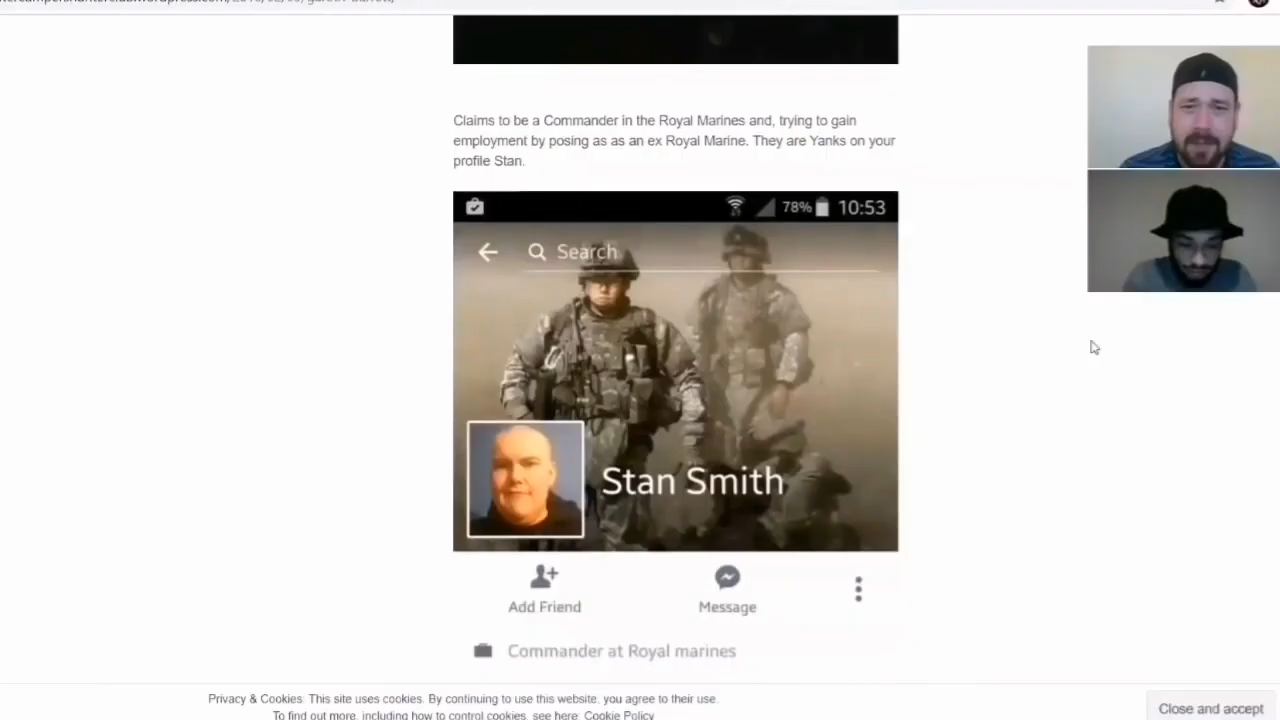 Claims to be a Commander in the Royal Marines and, trying to gain
employment by posing as as an ex Royal Marine. They are Yanks on your
profile Stan.
78% 10:53
Search
Stan Smith
Add Friend
Message
Commander at Royal marines
Privacy & Cookies: This site uses cookies. By continuing to use this website, you agree to their use.
To find out more, including how to control cookies, see here: Cookie Policy
Close and accept